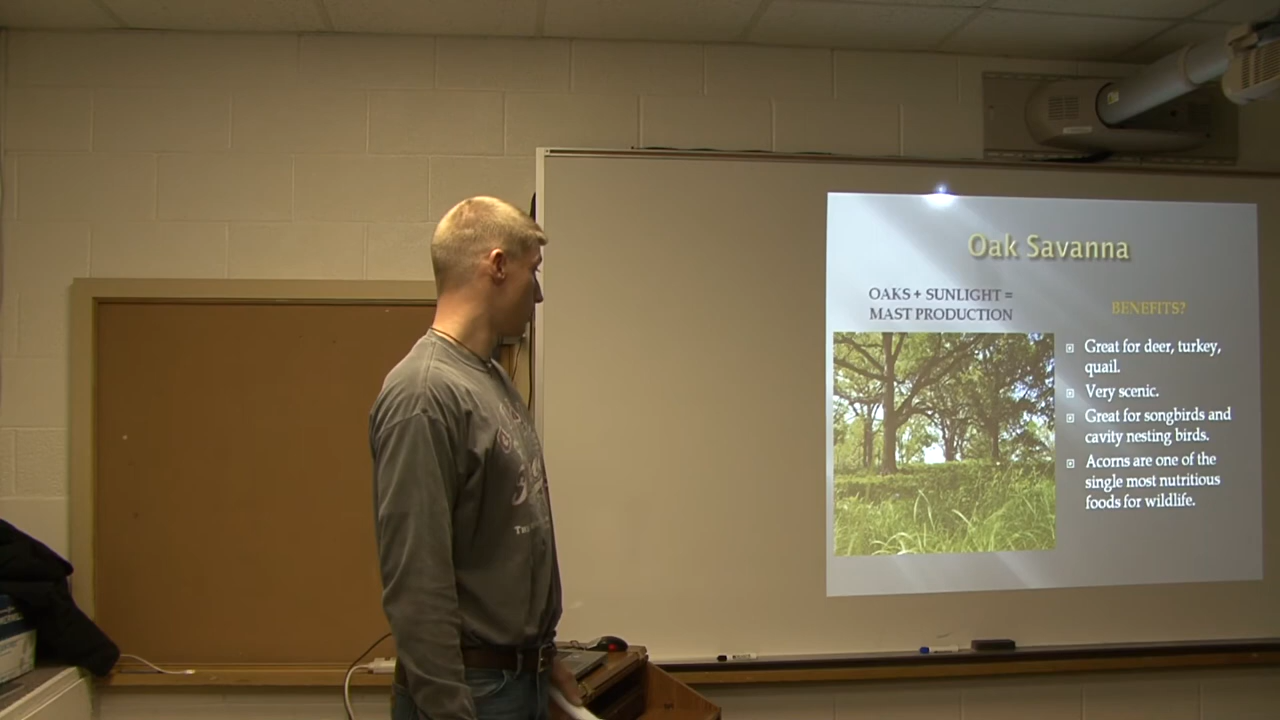 Oak Savanna
OAKS + SUNLIGHT =
MAST PRODUCTION
BENEFITS?
Great for deer, turkey,
quail.
Very scenic.
Great for songbirds and
cavity nesting birds.
Acorns are one of the
single most nutritious
foods for wildlife.